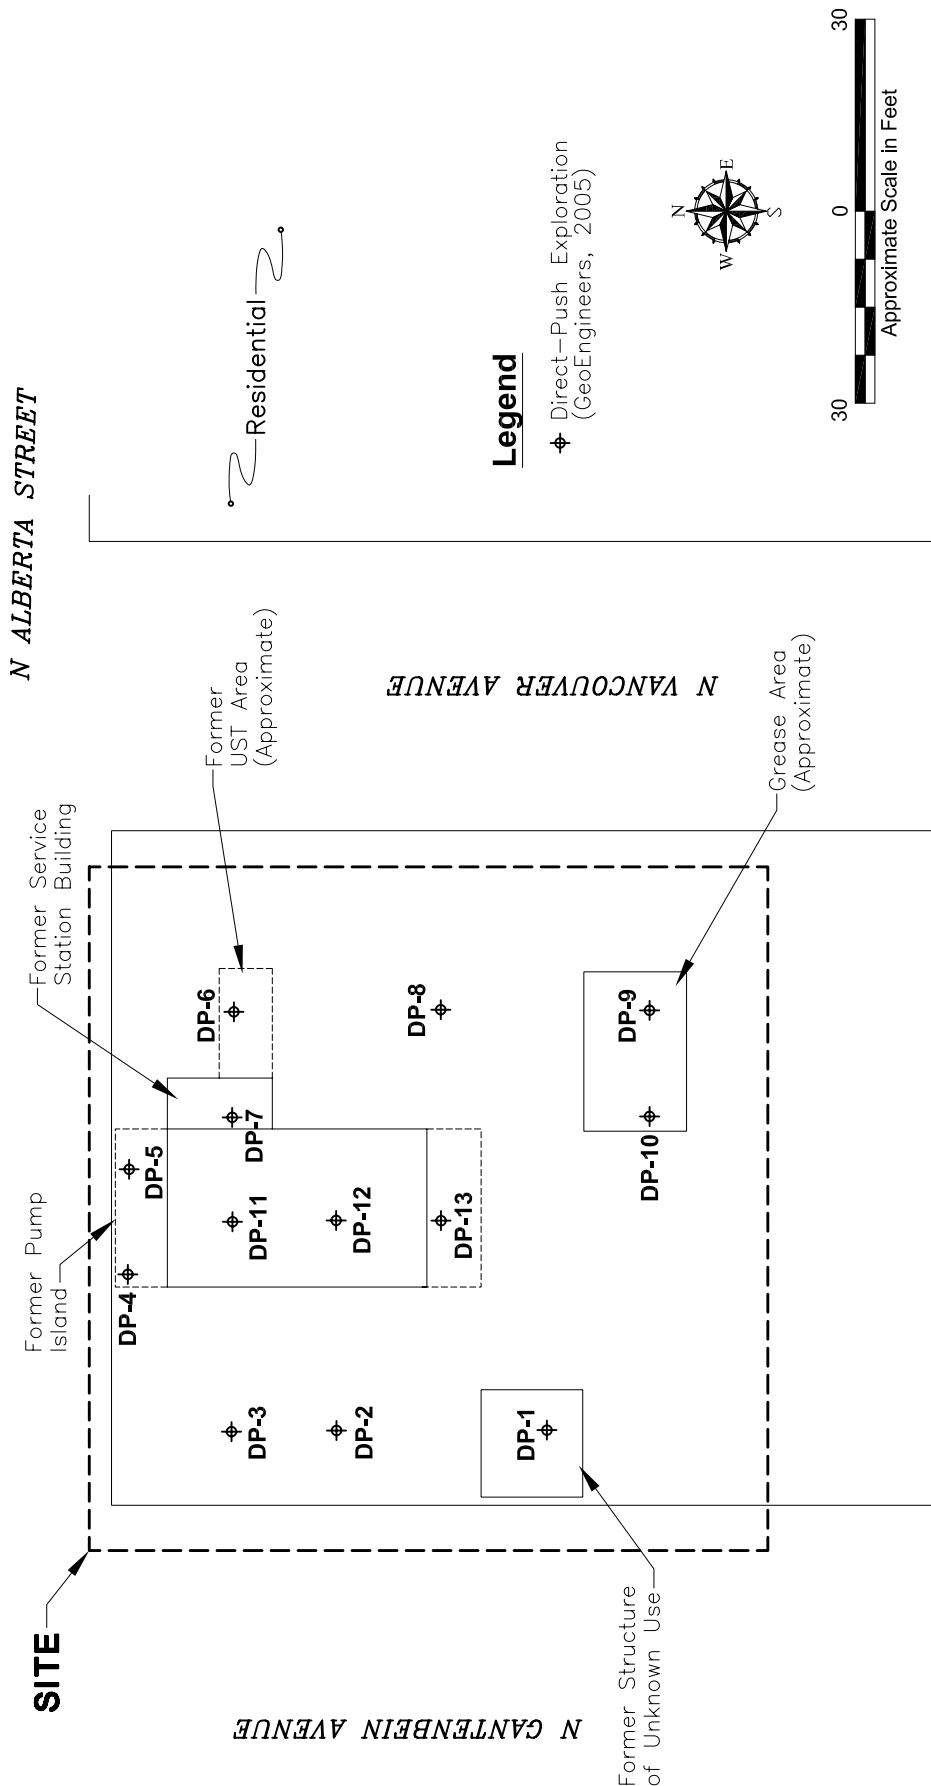 N ALBERTA STREET
SITE
Former Pump
Island
Former Service
Station Building
Former
UST Area
(Approximate)
Residential
DP-4
DP-5
DP-3
DP-11
DP-7
DP-6
DP-2
DP-12
DP-13
DP-8
DP-1
DP-10
DP-9
N GANTENBEIN AVENUE
N VANCOUVER AVENUE
Former Structure
of Unknown Use
Grease Area
(Approximate)
Legend
Direct-Push Exploration
(GeoEngineers, 2005)
N
W
E
S
30
0
30
Approximate Scale in Feet